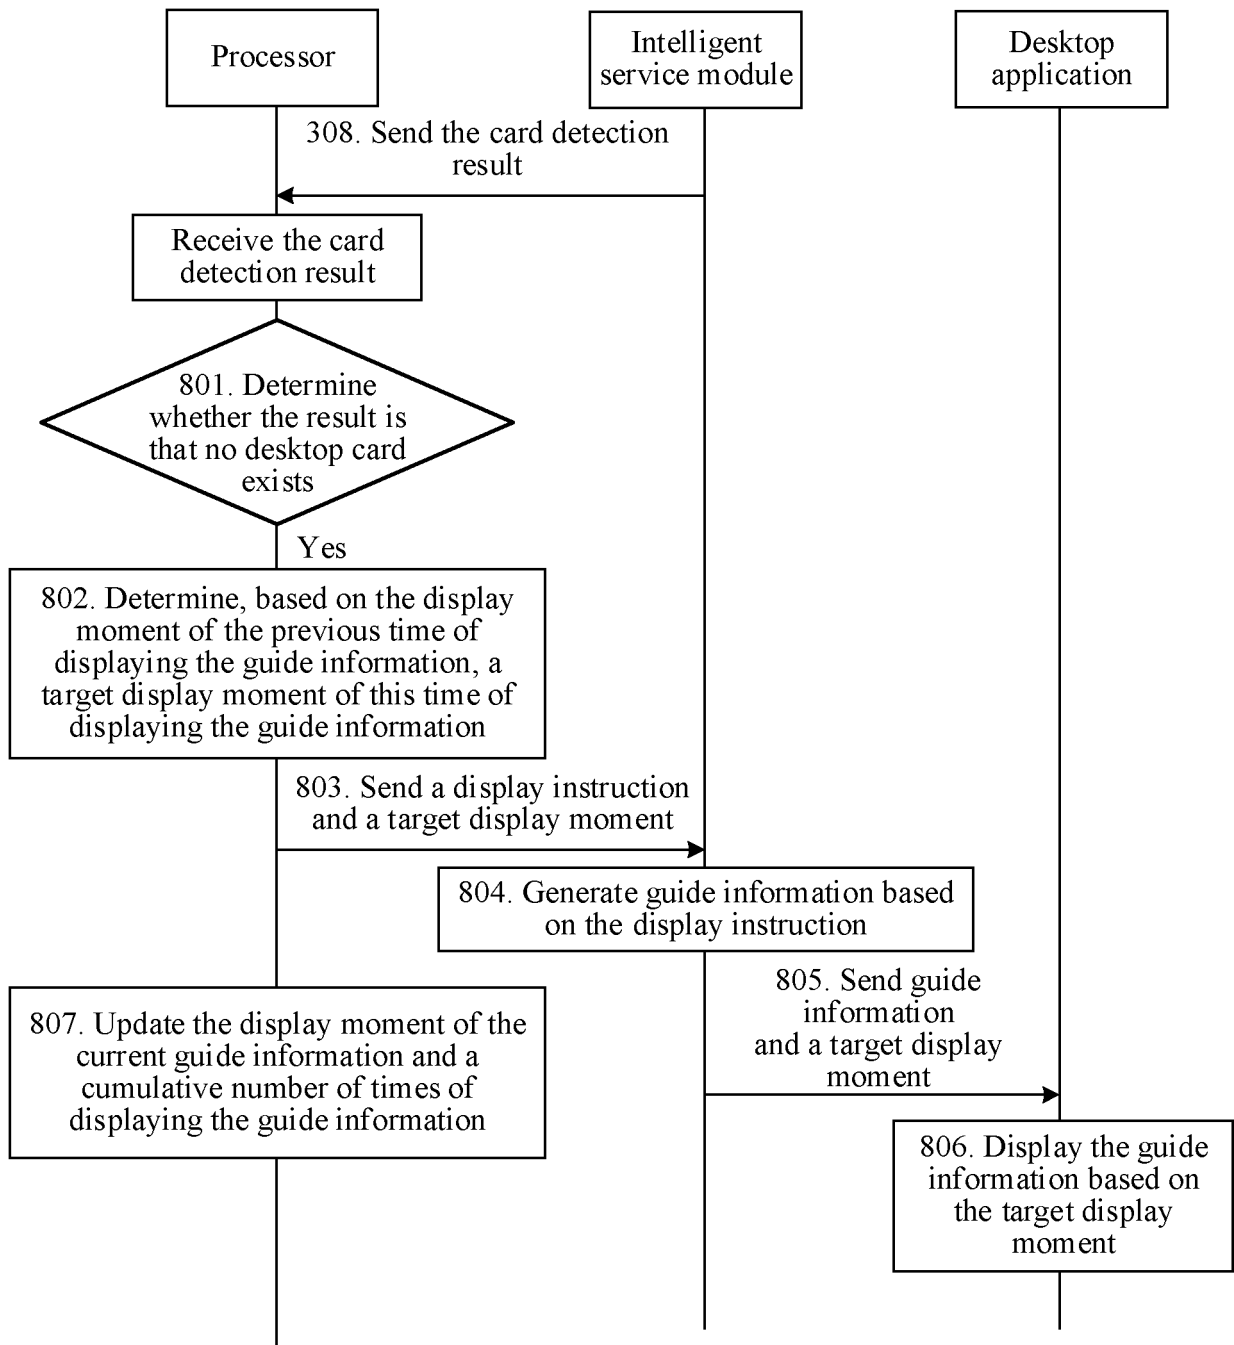 Processor
Intelligent
service module
Desktop
application
308. Send the card detection
result
Receive the card
detection result
801. Determine
whether the result is
that no desktop card
exists
Yes
802. Determine, based on the display
moment of the previous time of
displaying the guide information, a
target display moment of this time of
displaying the guide information
803. Send a display instruction
and a target display moment
804. Generate guide information based
on the display instruction
805. Send guide
information
and a target display
moment
807. Update the display moment of the
current guide information and a
cumulative number of times of
displaying the guide information
806. Display the guide
information based on
the target display
moment